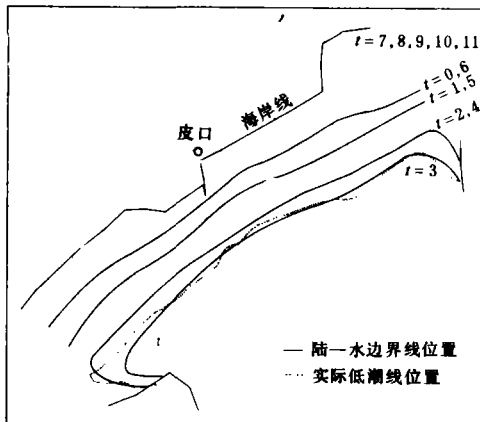 t=7,8,9,10,11
t=0,6
t=1,5
t=2,4
t=3
海岸线
皮口
— 陆一水边界线位置
···· 实际低潮线位置